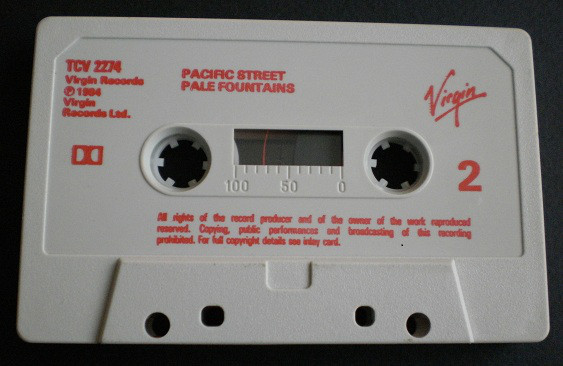 TCV 2274
Virgin Records
℗ 1984
Virgin
Records Ltd.
PACIFIC STREET
PALE FOUNTAINS
Virgin
2
100 50 0
All rights of the record producer and of the owner of the work reproduced
reserved. Copying, public performances and broadcasting of this recording
prohibited. For full copyright details see inlay card.